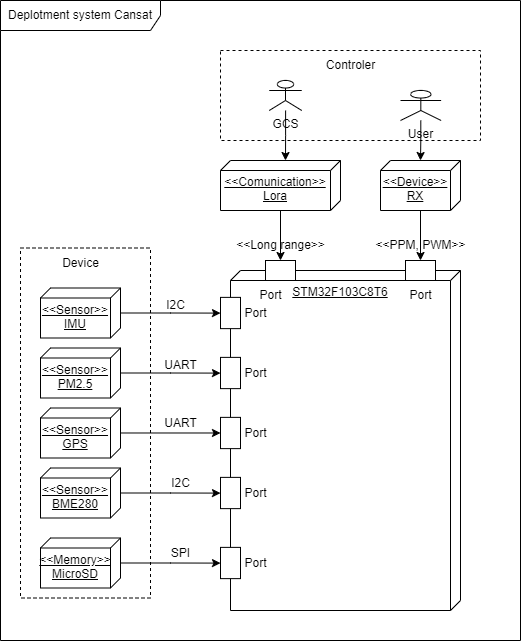 Deplotment system Cansat
Controler
GCS
User
<<Comunication>>
Lora
<<Device>>
RX
<<Long range>>
<<PPM, PWM>>
Device
Port
STM32F103C8T6
Port
<<Sensor>>
IMU
I2C
Port
<<Sensor>>
PM2.5
UART
Port
<<Sensor>>
GPS
UART
Port
<<Sensor>>
BME280
I2C
Port
<<Memory>>
MicroSD
SPI
Port